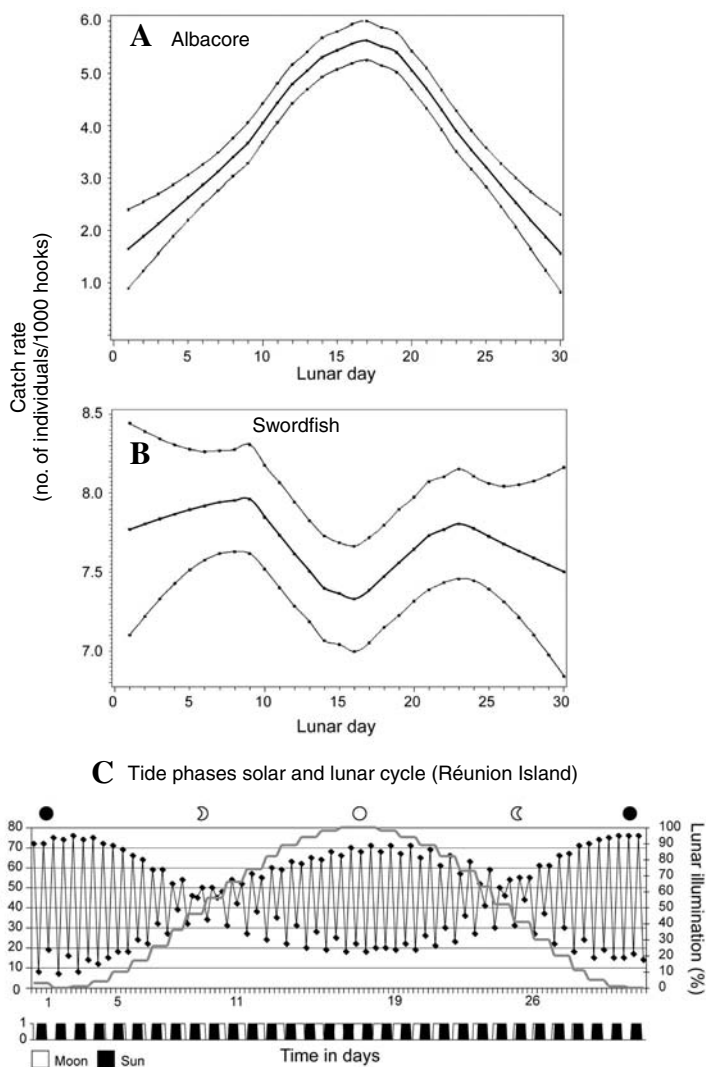 A Albacore
6.0
5.0
4.0
3.0
2.0
1.0
0 5 10 15 20 25 30
Lunar day
Catch rate
(no. of individuals/1000 hooks)
B Swordfish
8.5
8.0
7.5
7.0
0 5 10 15 20 25 30
Lunar day
C Tide phases solar and lunar cycle (Réunion Island)
80 100
70 90
60 80
50 70
40 60
30 50
20 40
10 30
0 20
10
0
Lunar illumination (%)
1 5 11 19 26
1
0
Moon Sun Time in days